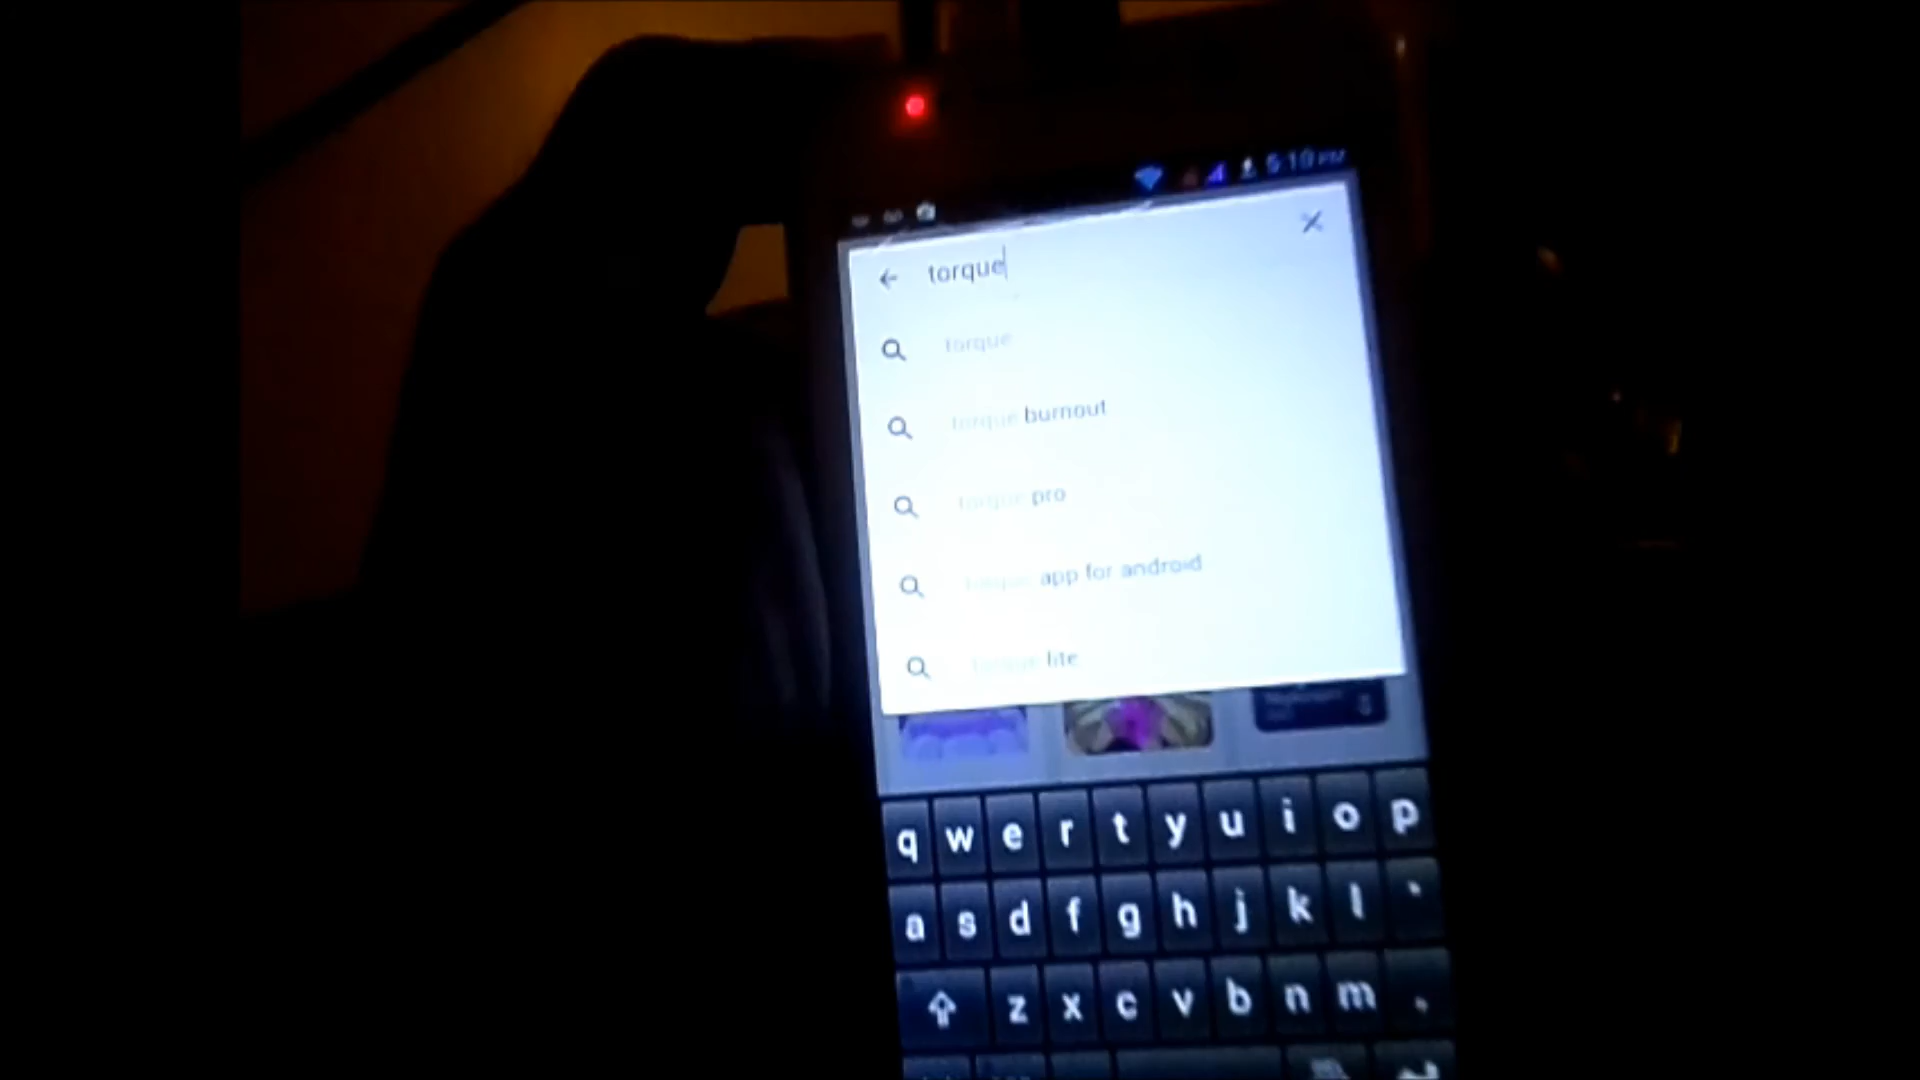 5:19 PM
torque
torque
torque burnout
torque pro
torque app for android
torque lite
q w e r t y u i o p
a s d f g h j k l '
z x c v b n m .